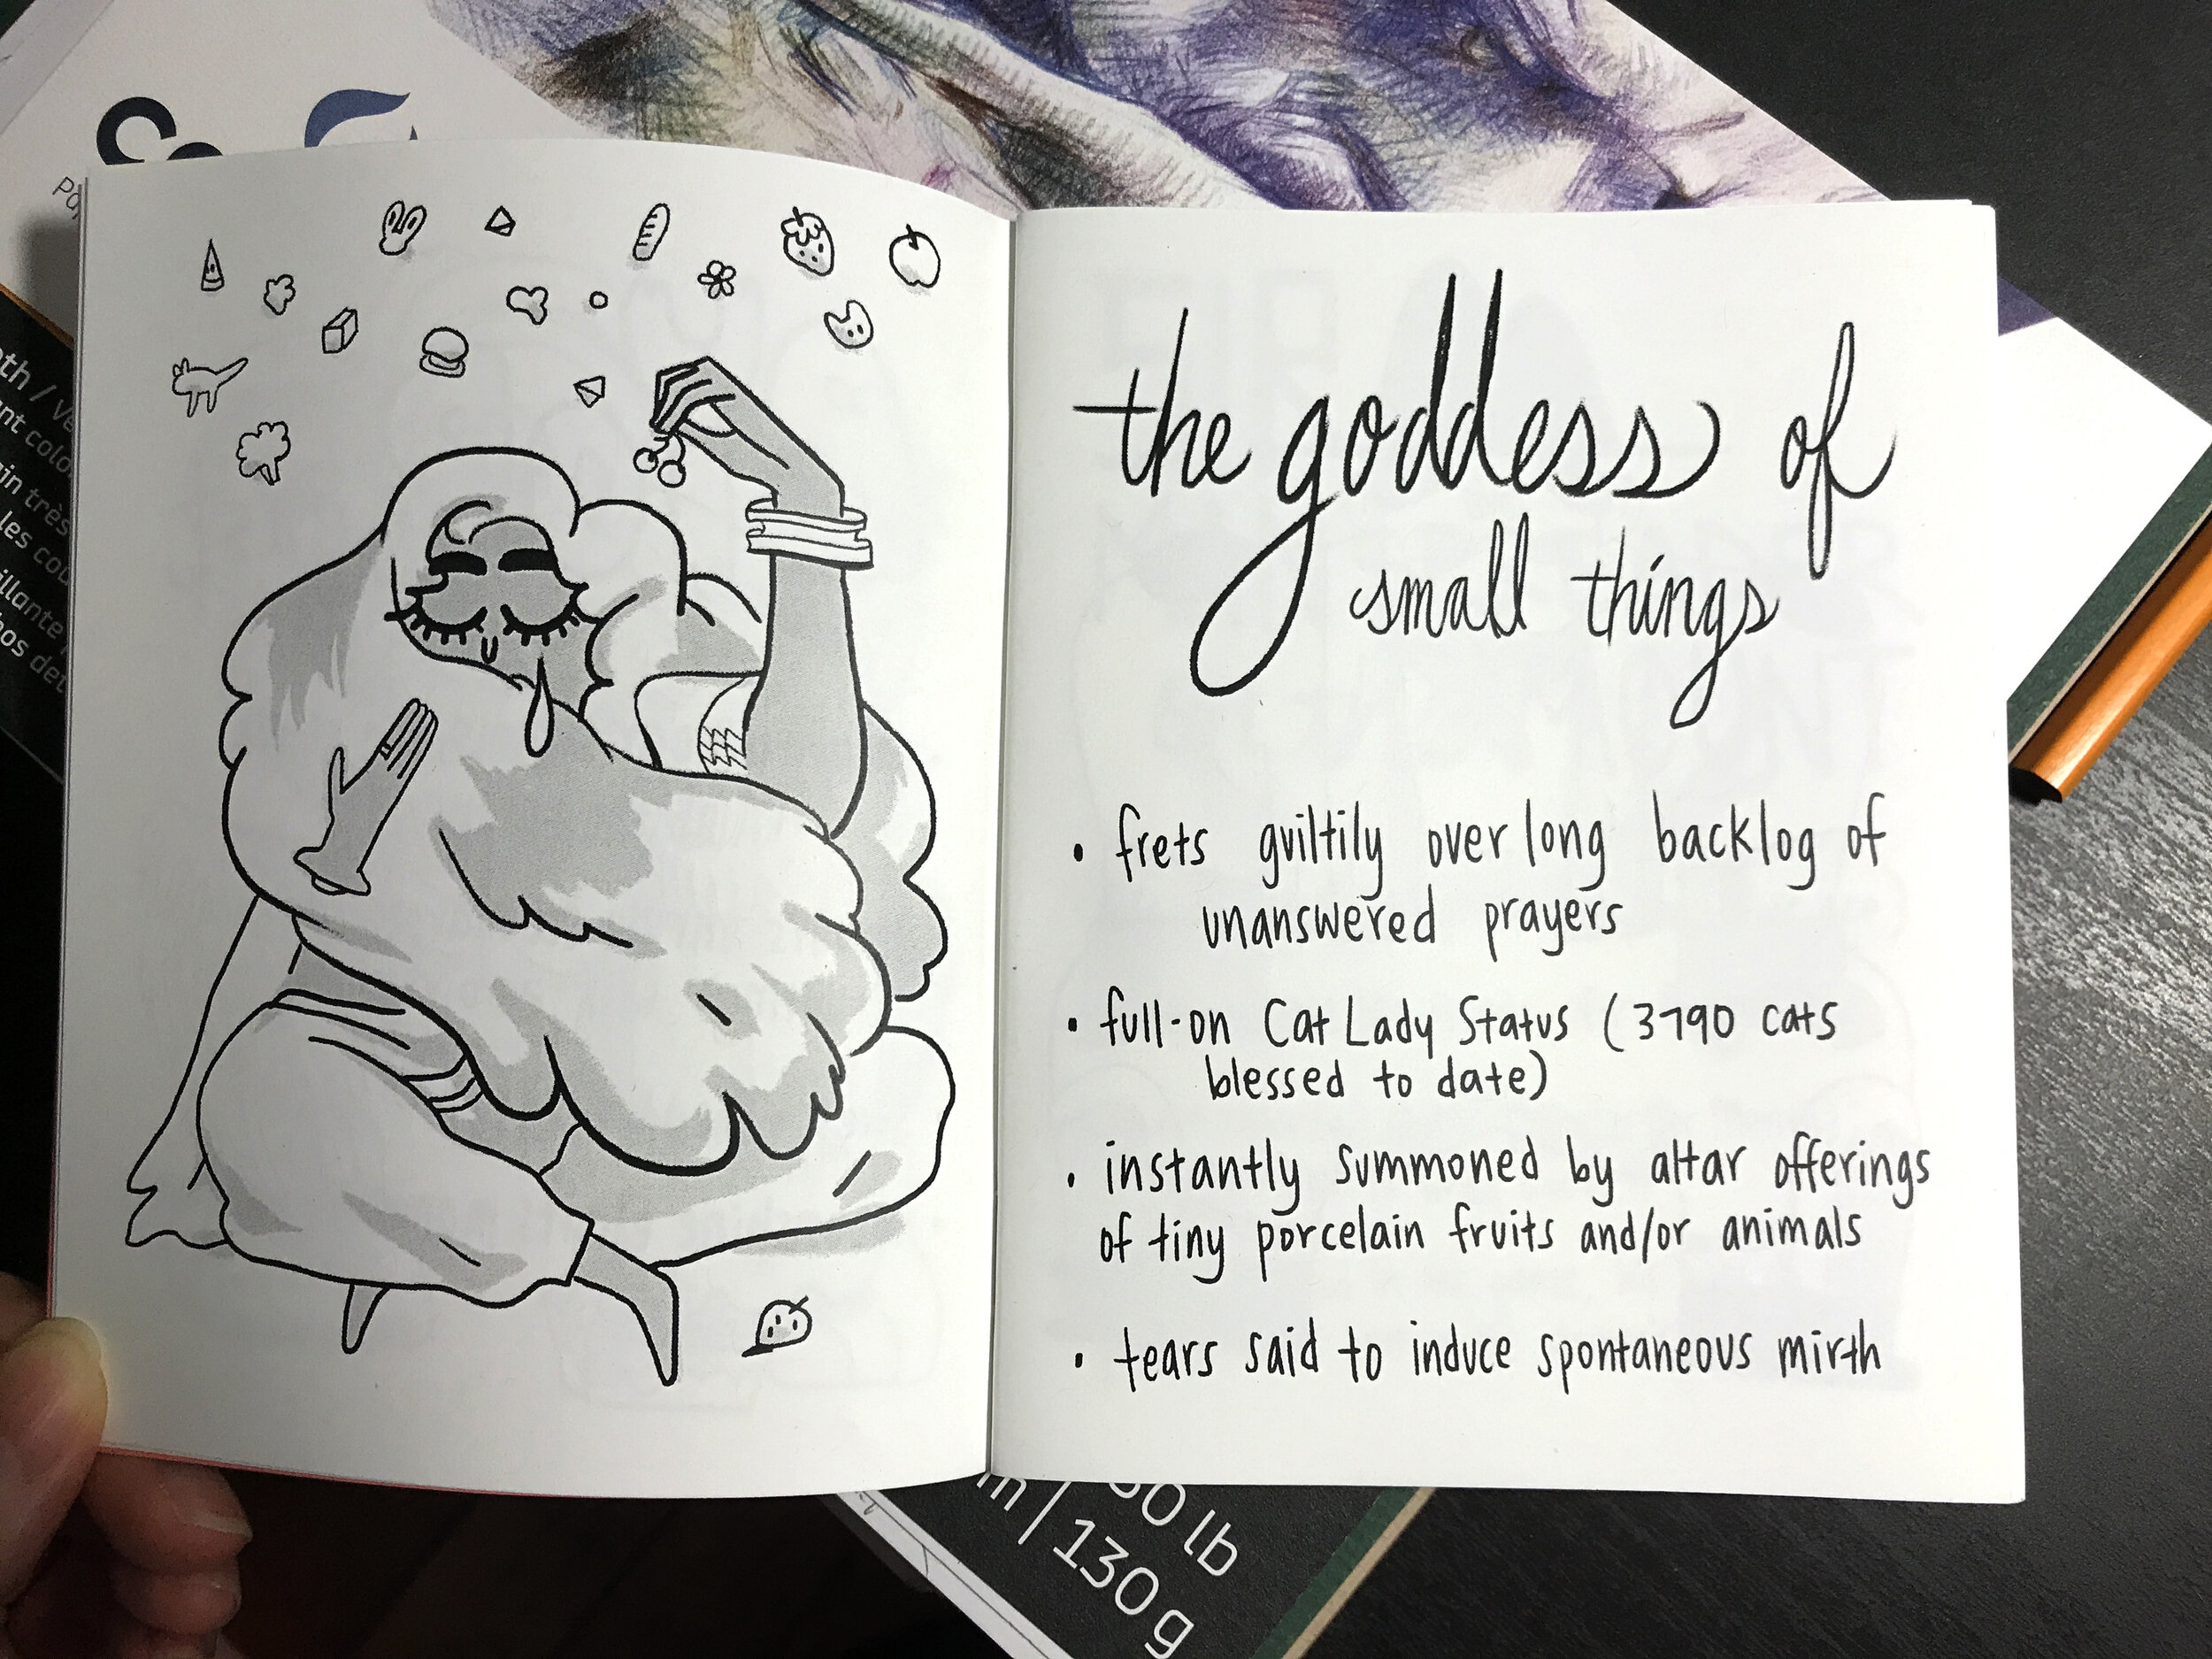 the goddess of
small things
• frets guiltily over long backlog of
unanswered prayers
• full-on Cat Lady Status (3790 cats
blessed to date)
• instantly summoned by altar offerings
of tiny porcelain fruits and/or animals
• tears said to induce spontaneous mirth
lb
m | 130 g